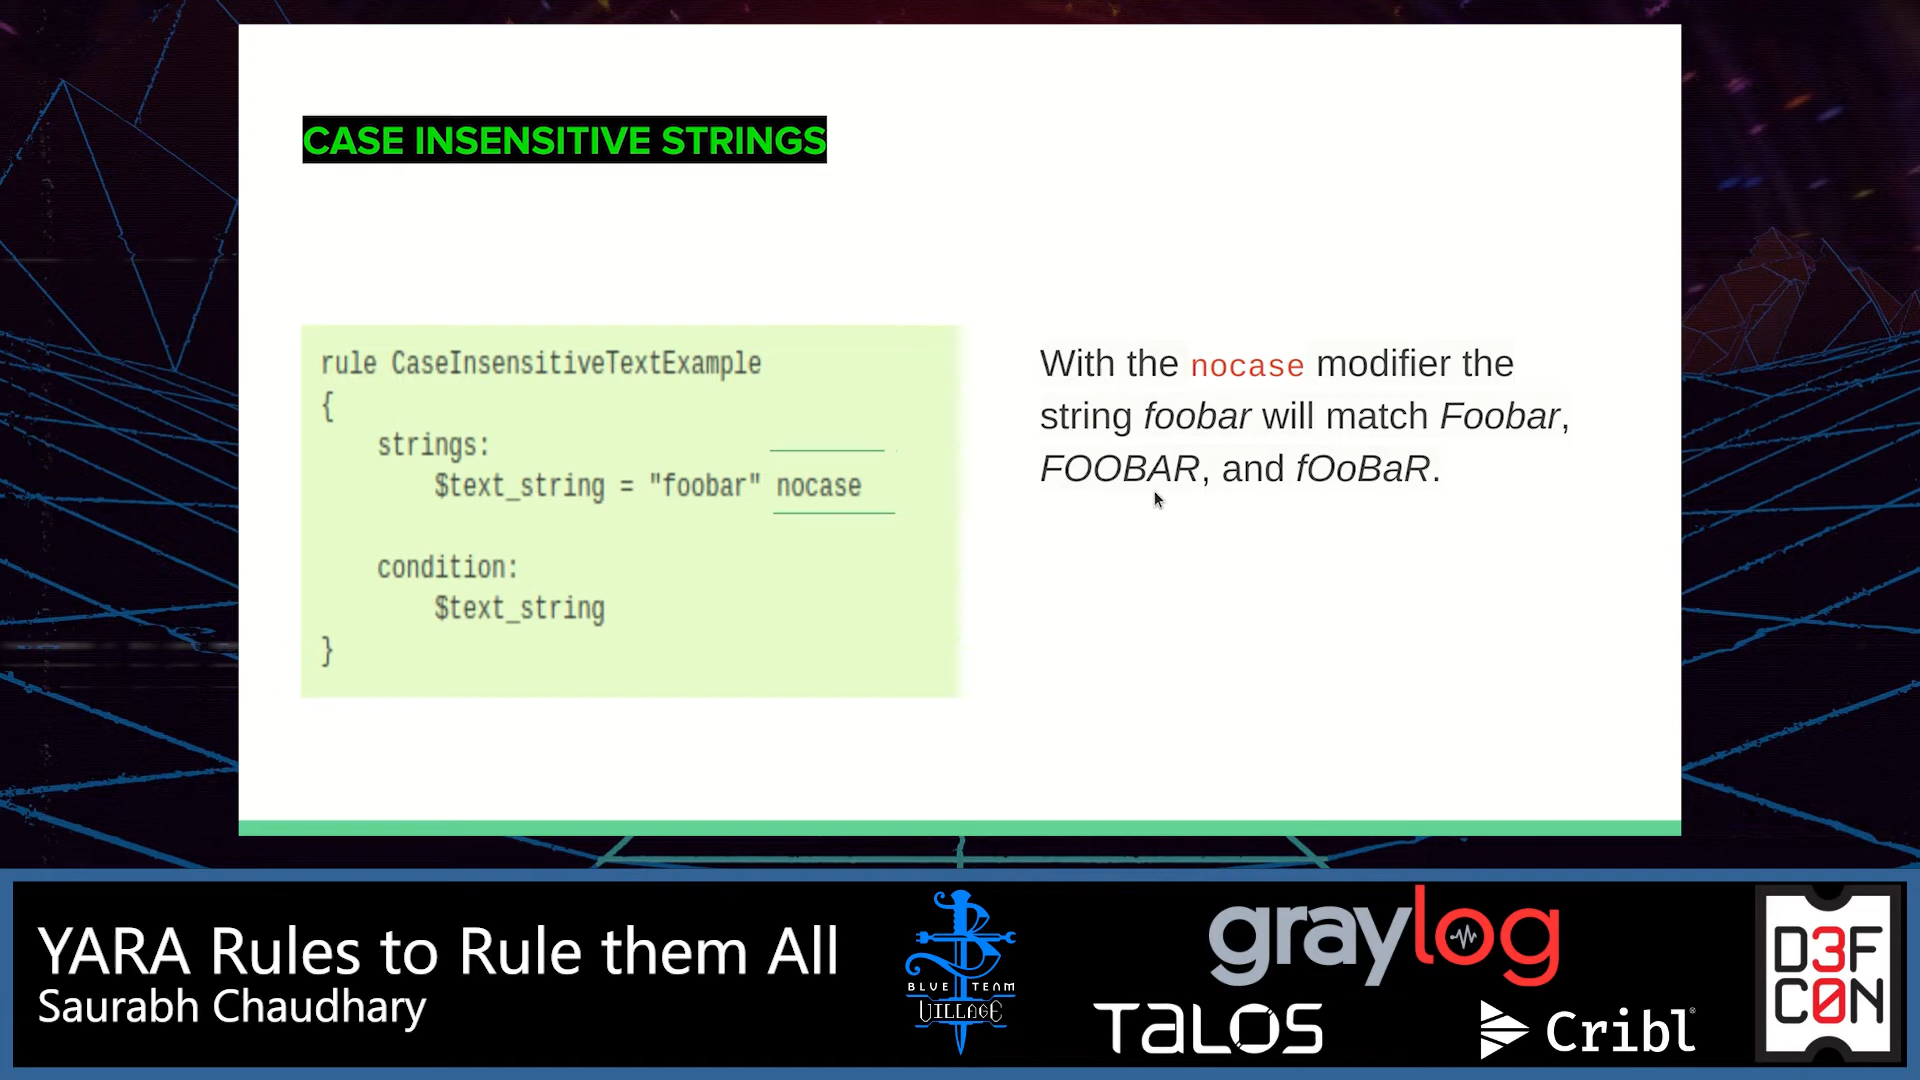 CASE INSENSITIVE STRINGS
rule CaseInsensitiveTextExample
{
strings:
$text_string = "foobar" nocase
condition:
$text_string
}
With the nocase modifier the
string foobar will match Foobar,
FOOBAR, and fOoBaR.
YARA Rules to Rule them All
Saurabh Chaudhary
BLUE TEAM
VILLAGE
graylog
TALOS
Cribl
D3F
C0N